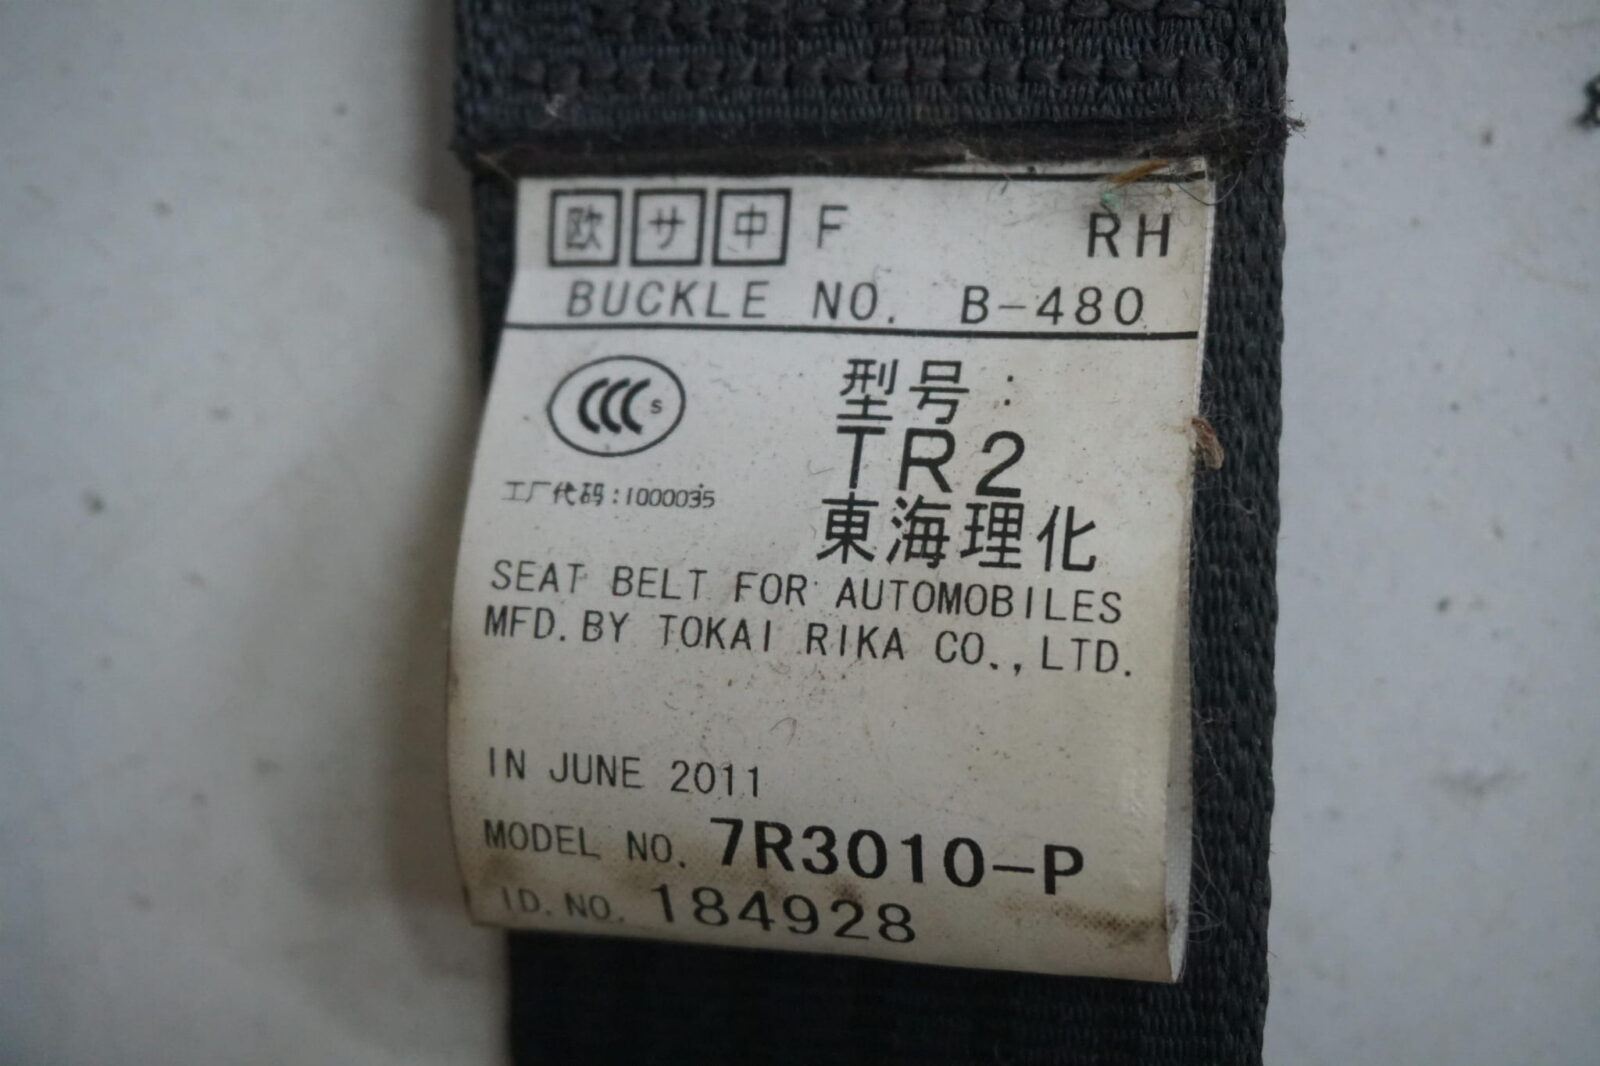 欧 サ 中 F RH
BUCKLE NO. B-480
CCC S
型号:
TR2
工厂代码:1000035
東海理化
SEAT BELT FOR AUTOMOBILES
MFD. BY TOKAI RIKA CO., LTD.
IN JUNE 2011
MODEL NO. 7R3010-P
ID. NO. 184928